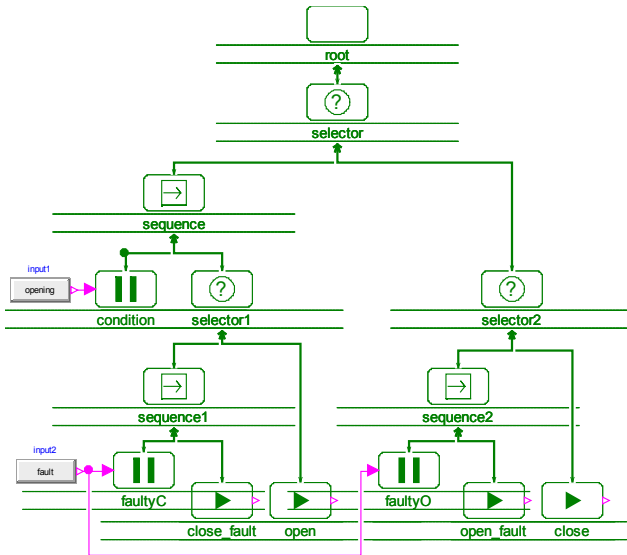 root
?
selector
sequence
input1
opening
?
?
condition
selector1
selector2
sequence1
sequence2
input2
fault
faultyC
faultyO
close_fault
open
open_fault
close